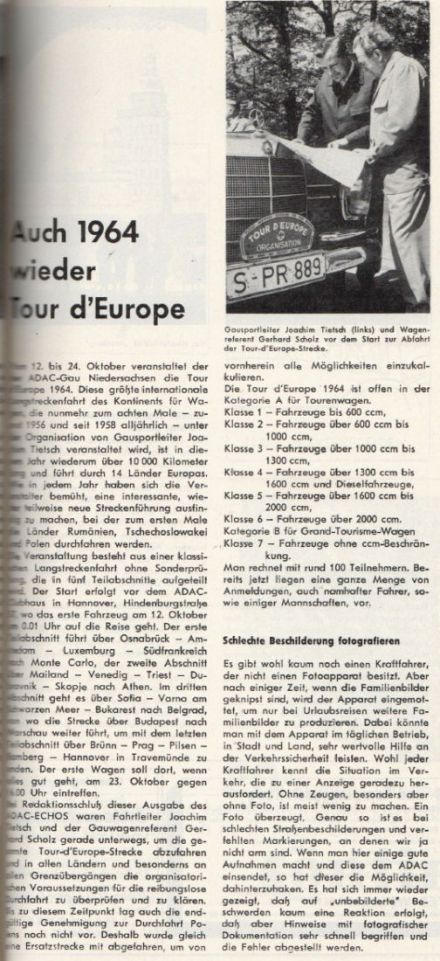 Auch 1964
wieder
Tour d'Europe
TOUR D'EUROPE
ORGANISATION
S-PR 889
Gausportleiter Joachim Tietsch (links) und Wagen-
referent Gerhard Scholz vor dem Start zur Abfahrt
der Tour-d'Europe-Strecke.
12. bis 24. Oktober veranstaltet der
ADAC-Gau Niedersachsen die Tour
d'Europe 1964. Diese größte internationale
Langstreckenfahrt des Kontinents für Wa-
gen, die nunmehr zum achten Male – zu-
1956 und seit 1958 alljährlich – unter
Organisation von Gausportleiter Joa-
Tietsch veranstaltet wird, ist in die-
Jahr wiederum über 10 000 Kilometer
und führt durch 14 Länder Europas.
in jedem Jahr haben sich die Ver-
anstalter bemüht, eine interessante, wie-
teilweise neue Streckenführung ausfin-
zu machen, bei der zum ersten Male
Länder Rumänien, Tschechoslowakei
und Polen durchfahren werden.
Veranstaltung besteht aus einer klassi-
Langstreckenfahrt ohne Sonderprü-
die in fünf Teilabschnitte aufgeteilt
Der Start erfolgt vor dem ADAC-
Clubhaus in Hannover, Hindenburgstraße
wo das erste Fahrzeug am 12. Oktober
0.01 Uhr auf die Reise geht. Der erste
Teilabschnitt führt über Osnabrück – Am-
sterdam – Luxemburg – Südfrankreich
Monte Carlo, der zweite Abschnitt
Mailand – Venedig – Triest – Du-
brovnik – Skopje nach Athen. Im dritten
Abschnitt geht es über Sofia – Varna am
Schwarzen Meer – Bukarest nach Belgrad,
wo die Strecke über Budapest nach
Warschau weiter führt, um mit dem letzten
Teilabschnitt über Brünn – Prag – Pilsen –
Bamberg – Hannover in Travemünde zu
enden. Der erste Wagen soll dort, wenn
alles gut geht, am 23. Oktober gegen
Uhr eintreffen.
Bei Redaktionsschluß dieser Ausgabe des
ADAC-ECHOS waren Fahrtleiter Joachim
Tietsch und der Gauwagenreferent Ger-
hard Scholz gerade unterwegs, um die ge-
samte Tour-d'Europe-Strecke abzufahren
und in allen Ländern und besonders an
allen Grenzübergängen die organisatori-
schen Voraussetzungen für die reibungslose
Durchfahrt zu überprüfen und zu klären.
Bis zu diesem Zeitpunkt lag auch die end-
gültige Genehmigung zur Durchfahrt Po-
lens noch nicht vor. Deshalb wurde gleich
eine Ersatzstrecke mit abgefahren, um von
vornherein alle Möglichkeiten einzukal-
kulieren.
Die Tour d'Europe 1964 ist offen in der
Kategorie A für Tourenwagen.
Klasse 1 – Fahrzeuge bis 600 ccm,
Klasse 2 – Fahrzeuge über 600 ccm bis
1000 ccm,
Klasse 3 – Fahrzeuge über 1000 ccm bis
1300 ccm,
Klasse 4 – Fahrzeuge über 1300 ccm bis
1600 ccm und Dieselfahrzeuge,
Klasse 5 – Fahrzeuge über 1600 ccm bis
2000 ccm.
Klasse 6 – Fahrzeuge über 2000 ccm.
Kategorie B für Grand-Tourisme-Wagen
Klasse 7 – Fahrzeuge ohne ccm-Beschrän-
kung.
Man rechnet mit rund 100 Teilnehmern. Be-
reits jetzt liegen eine ganze Menge von
Anmeldungen, auch namhafter Fahrer, so-
wie einiger Mannschaften, vor.
Schlechte Beschilderung fotografieren
Es gibt wohl kaum noch einen Kraftfahrer,
der nicht einen Fotoapparat besitzt. Aber
nach einiger Zeit, wenn die Familienbilder
geknipst sind, wird der Apparat eingemot-
tet, um nur bei Urlaubsreisen weitere Fa-
milienbilder zu produzieren. Dabei könnte
man mit dem Apparat im täglichen Betrieb,
in Stadt und Land, sehr wertvolle Hilfe an
der Verkehrssicherheit leisten. Wohl jeder
Kraftfahrer kennt die Situation im Ver-
kehr, die zu einer Anzeige geradezu her-
ausfordert. Ohne Zeugen, besonders aber
ohne Foto, ist meist wenig zu machen. Ein
Foto überzeugt. Genau so ist es bei
schlechten Straßenbeschilderungen und ver-
fehlten Markierungen, an denen wir ja
nicht arm sind. Wenn man hier einige gute
Aufnahmen macht und diese dem ADAC
einsendet, so hat dieser die Möglichkeit,
dahinterzuhaken. Es hat sich immer wieder
gezeigt, daß auf „unbebilderte" Be-
schwerden kaum eine Reaktion erfolgt,
daß aber Hinweise mit fotografischer
Dokumentation sehr schnell begriffen und
die Fehler abgestellt werden.